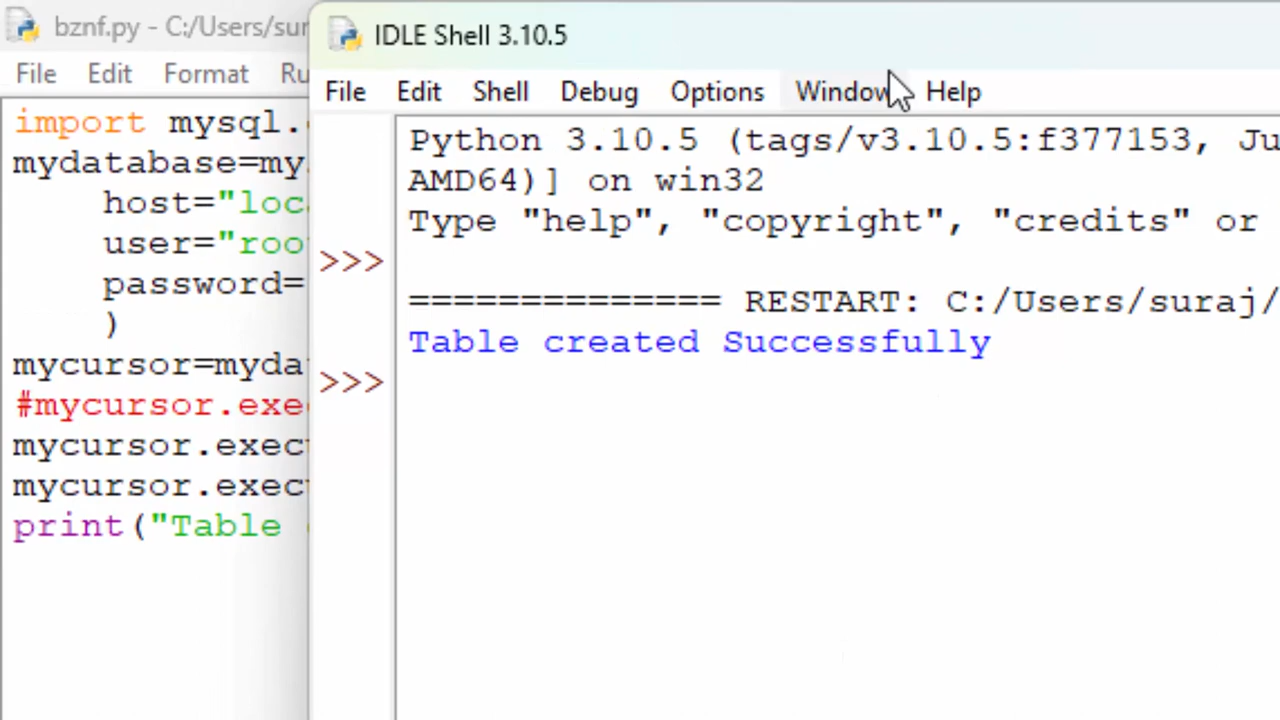 bznf.py - C:/Users/sur
File Edit Format Ru
import mysql.
mydatabase=my
host="loc
user="roo
password=
)
mycursor=myda
#mycursor.exe
mycursor.exec
mycursor.exec
print("Table
IDLE Shell 3.10.5
File Edit Shell Debug Options Window Help
Python 3.10.5 (tags/v3.10.5:f377153, Ju
AMD64)] on win32
Type "help", "copyright", "credits" or
>>>
============== RESTART: C:/Users/suraj/
Table created Successfully
>>>